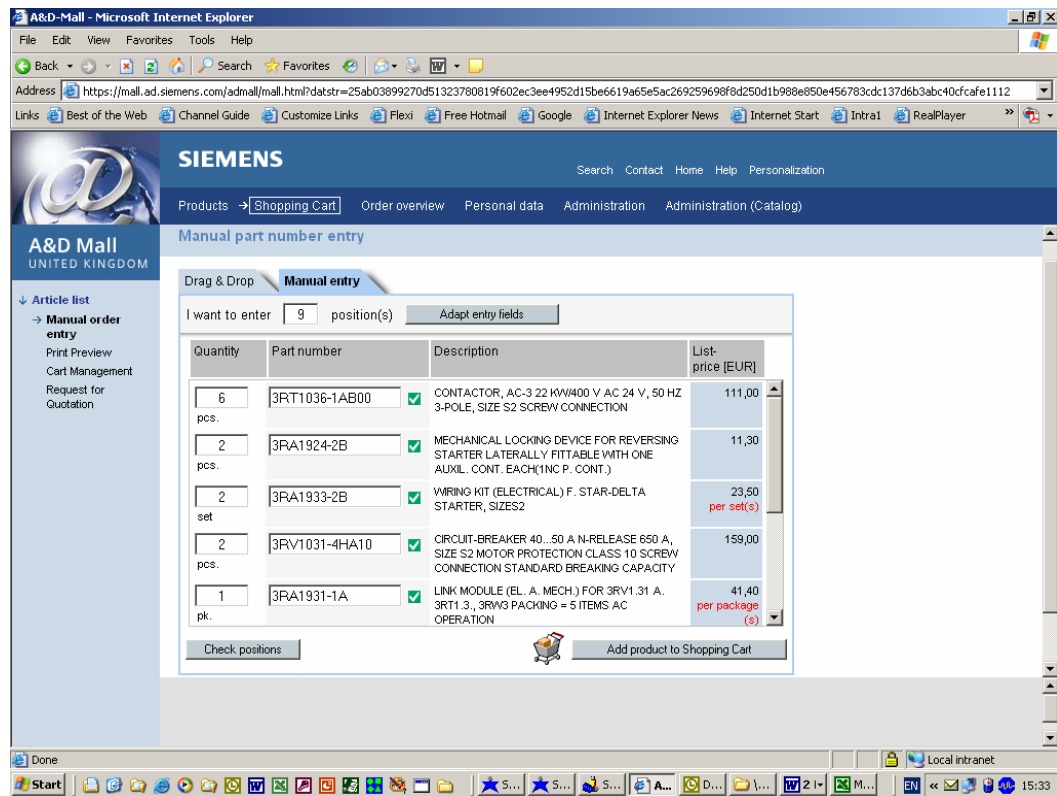 A&D-Mall - Microsoft Internet Explorer
File Edit View Favorites Tools Help
Back Search Favorites
Address https://mall.ad.siemens.com/admall/mall.html?datstr=25ab03899270d51323780819f602ec3ee4952d15be6619a65e5ac269259698f8d250d1b988e850e456783cdc137d6b3abc40cfcafe1112
Links Best of the Web Channel Guide Customize Links Flexi Free Hotmail Google Internet Explorer News Internet Start Intra1 RealPlayer »
SIEMENS
Search Contact Home Help Personalization
Products Shopping Cart Order overview Personal data Administration Administration (Catalog)
A&D Mall
UNITED KINGDOM
Manual part number entry
Article list
Manual order
entry
Print Preview
Cart Management
Request for
Quotation
Drag & Drop Manual entry
I want to enter 9 position(s) Adapt entry fields
Quantity Part number Description List-
price [EUR]
6 3RT1036-1AB00 CONTACTOR, AC-3 22 KW/400 V AC 24 V, 50 HZ 111,00
pcs. 3-POLE, SIZE S2 SCREW CONNECTION
2 3RA1924-2B MECHANICAL LOCKING DEVICE FOR REVERSING 11,30
pcs. STARTER LATERALLY FITTABLE WITH ONE
AUXIL. CONT. EACH(1NC P. CONT.)
2 3RA1933-2B WIRING KIT (ELECTRICAL) F. STAR-DELTA 23,50
set STARTER, SIZES2 per set(s)
2 3RV1031-4HA10 CIRCUIT-BREAKER 40...50 A N-RELEASE 650 A, 159,00
pcs. SIZE S2 MOTOR PROTECTION CLASS 10 SCREW
CONNECTION STANDARD BREAKING CAPACITY
1 3RA1931-1A LINK MODULE (EL. A. MECH.) FOR 3RV1.31 A. 41,40
pk. 3RT1.3., 3RW3 PACKING = 5 ITEMS AC per package
OPERATION (s)
Check positions Add product to Shopping Cart
Done Local intranet
Start S... S... S... A... D... \... 2 I M... EN « 15:33